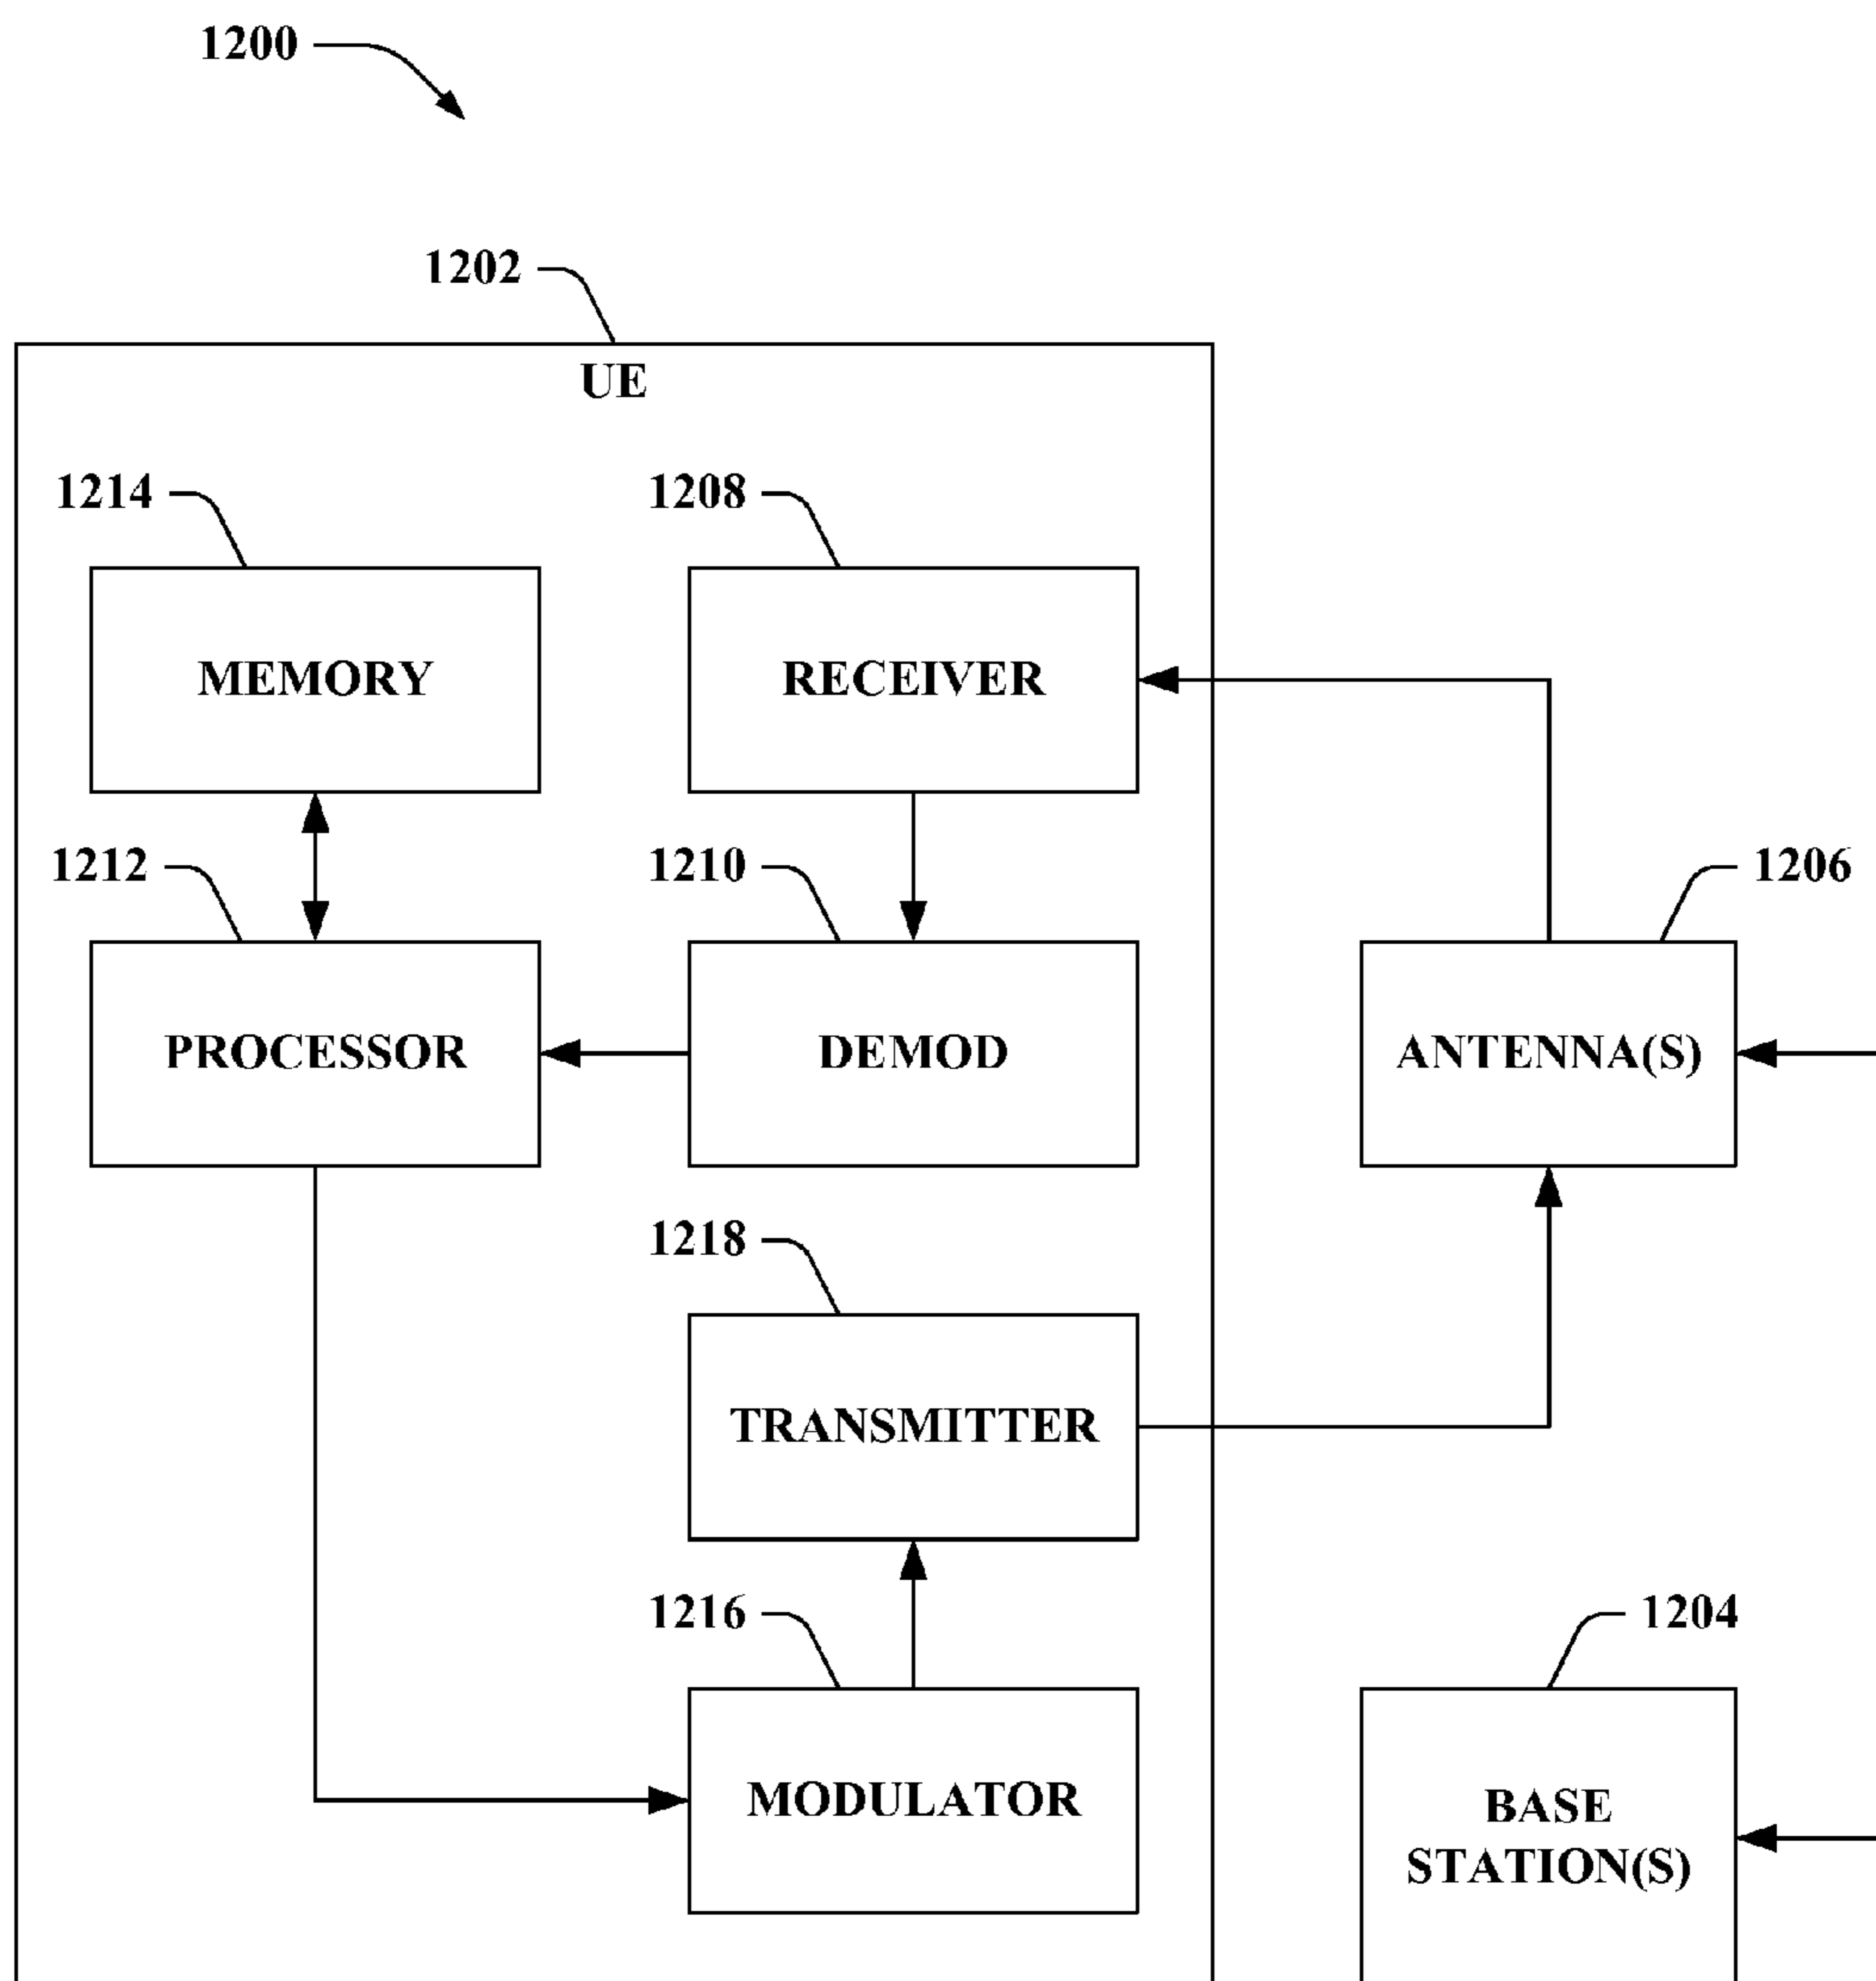 1200
1202
UE
1214
1208
MEMORY
RECEIVER
1212
1210
1206
PROCESSOR
DEMOD
ANTENNA(S)
1218
TRANSMITTER
1216
1204
MODULATOR
BASE
STATION(S)